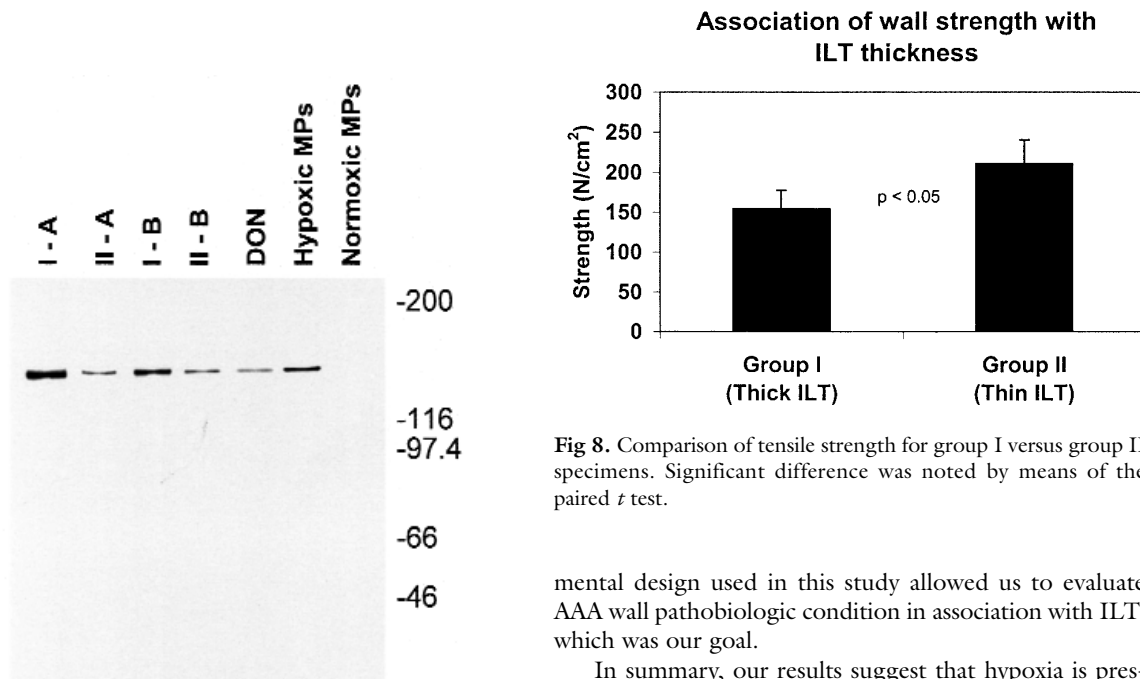 I - A
II - A
I - B
II - B
DON
Hypoxic MPs
Normoxic MPs
-200
-116
-97.4
-66
-46
Association of wall strength with
ILT thickness
Strength (N/cm²)
300
250
200
150
100
50
0
p < 0.05
Group I
(Thick ILT)
Group II
(Thin ILT)
Fig 8. Comparison of tensile strength for group I versus group II
specimens. Significant difference was noted by means of the
paired t test.
mental design used in this study allowed us to evaluate
AAA wall pathobiologic condition in association with ILT
which was our goal.
In summary, our results suggest that hypoxia is pres-